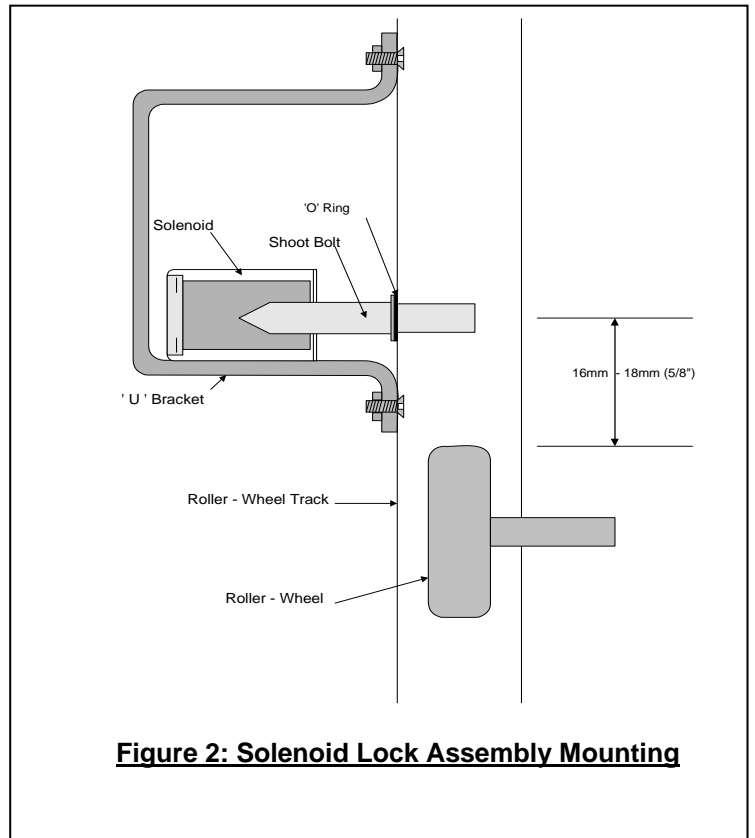 'O' Ring
Solenoid
Shoot Bolt
16mm - 18mm (5/8")
' U ' Bracket
Roller - Wheel Track
Roller - Wheel
Figure 2: Solenoid Lock Assembly Mounting